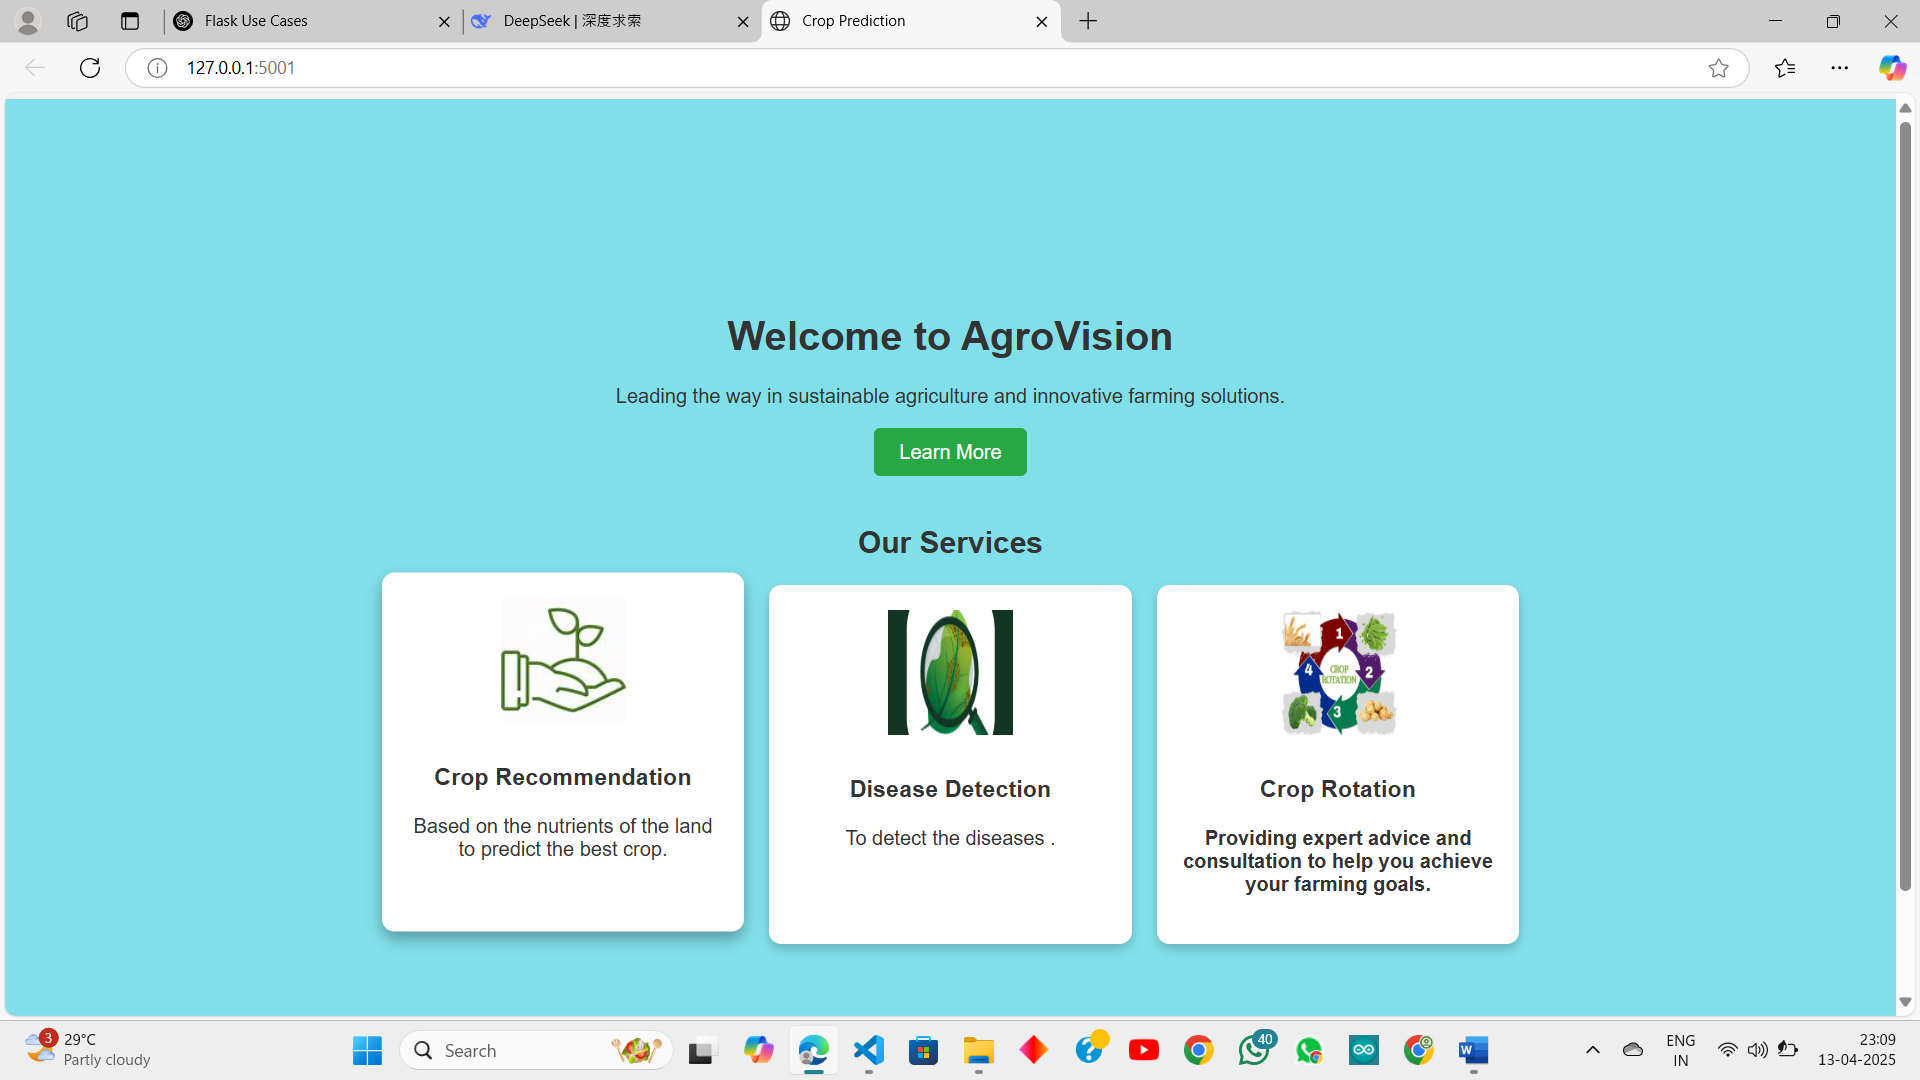 Flask Use Cases
DeepSeek | 深度求索
Crop Prediction
127.0.0.1:5001
Welcome to AgroVision
Leading the way in sustainable agriculture and innovative farming solutions.
Learn More
Our Services
Crop Recommendation
Based on the nutrients of the land
to predict the best crop.
Disease Detection
To detect the diseases .
1
2
3
4
CROP
ROTATION
Crop Rotation
Providing expert advice and
consultation to help you achieve
your farming goals.
3
29°C
Partly cloudy
Search
40
W
ENG
IN
23:09
13-04-2025